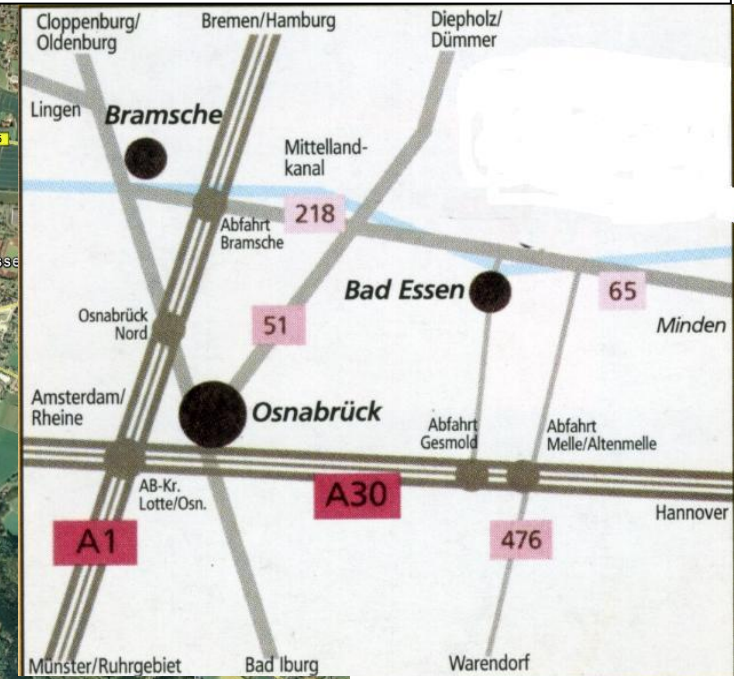 Cloppenburg/
Oldenburg
Bremen/Hamburg
Diepholz/
Dümmer
Lingen
Bramsche
Mittelland-
kanal
218
Abfahrt
Bramsche
Bad Essen
65
Minden
Osnabrück
Nord
51
Amsterdam/
Rheine
Osnabrück
Abfahrt
Gesmold
Abfahrt
Melle/Altenmelle
AB-Kr.
Lotte/Osn.
A30
Hannover
A1
476
Münster/Ruhrgebiet
Bad Iburg
Warendorf